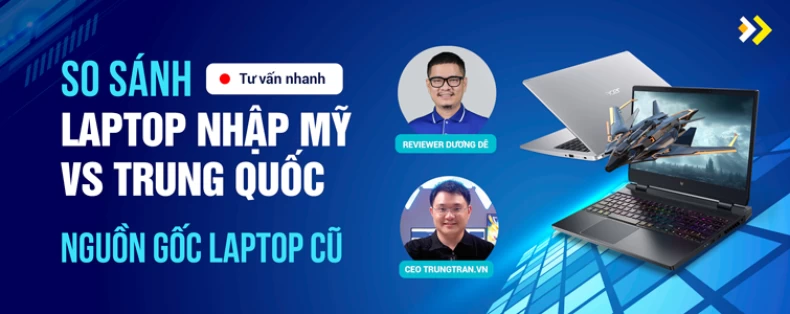 SO SÁNH
Tư vấn nhanh
LAPTOP NHẬP MỸ
VS TRUNG QUỐC
NGUỒN GỐC LAPTOP CŨ
REVIEWER DƯƠNG DÊ
CEO TRUNGTRAN.VN
acer